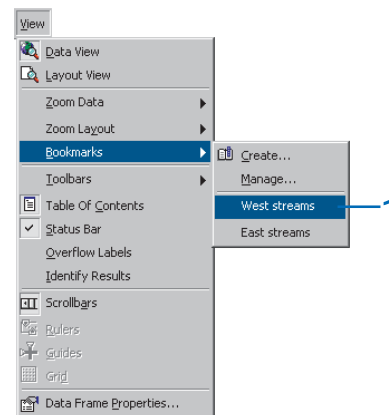 View
Data View
Layout View
Zoom Data
Zoom Layout
Bookmarks
Create...
Manage...
West streams
1
East streams
Toolbars
Table Of Contents
Status Bar
Overflow Labels
Identify Results
Scrollbars
Rulers
Guides
Grid
Data Frame Properties...